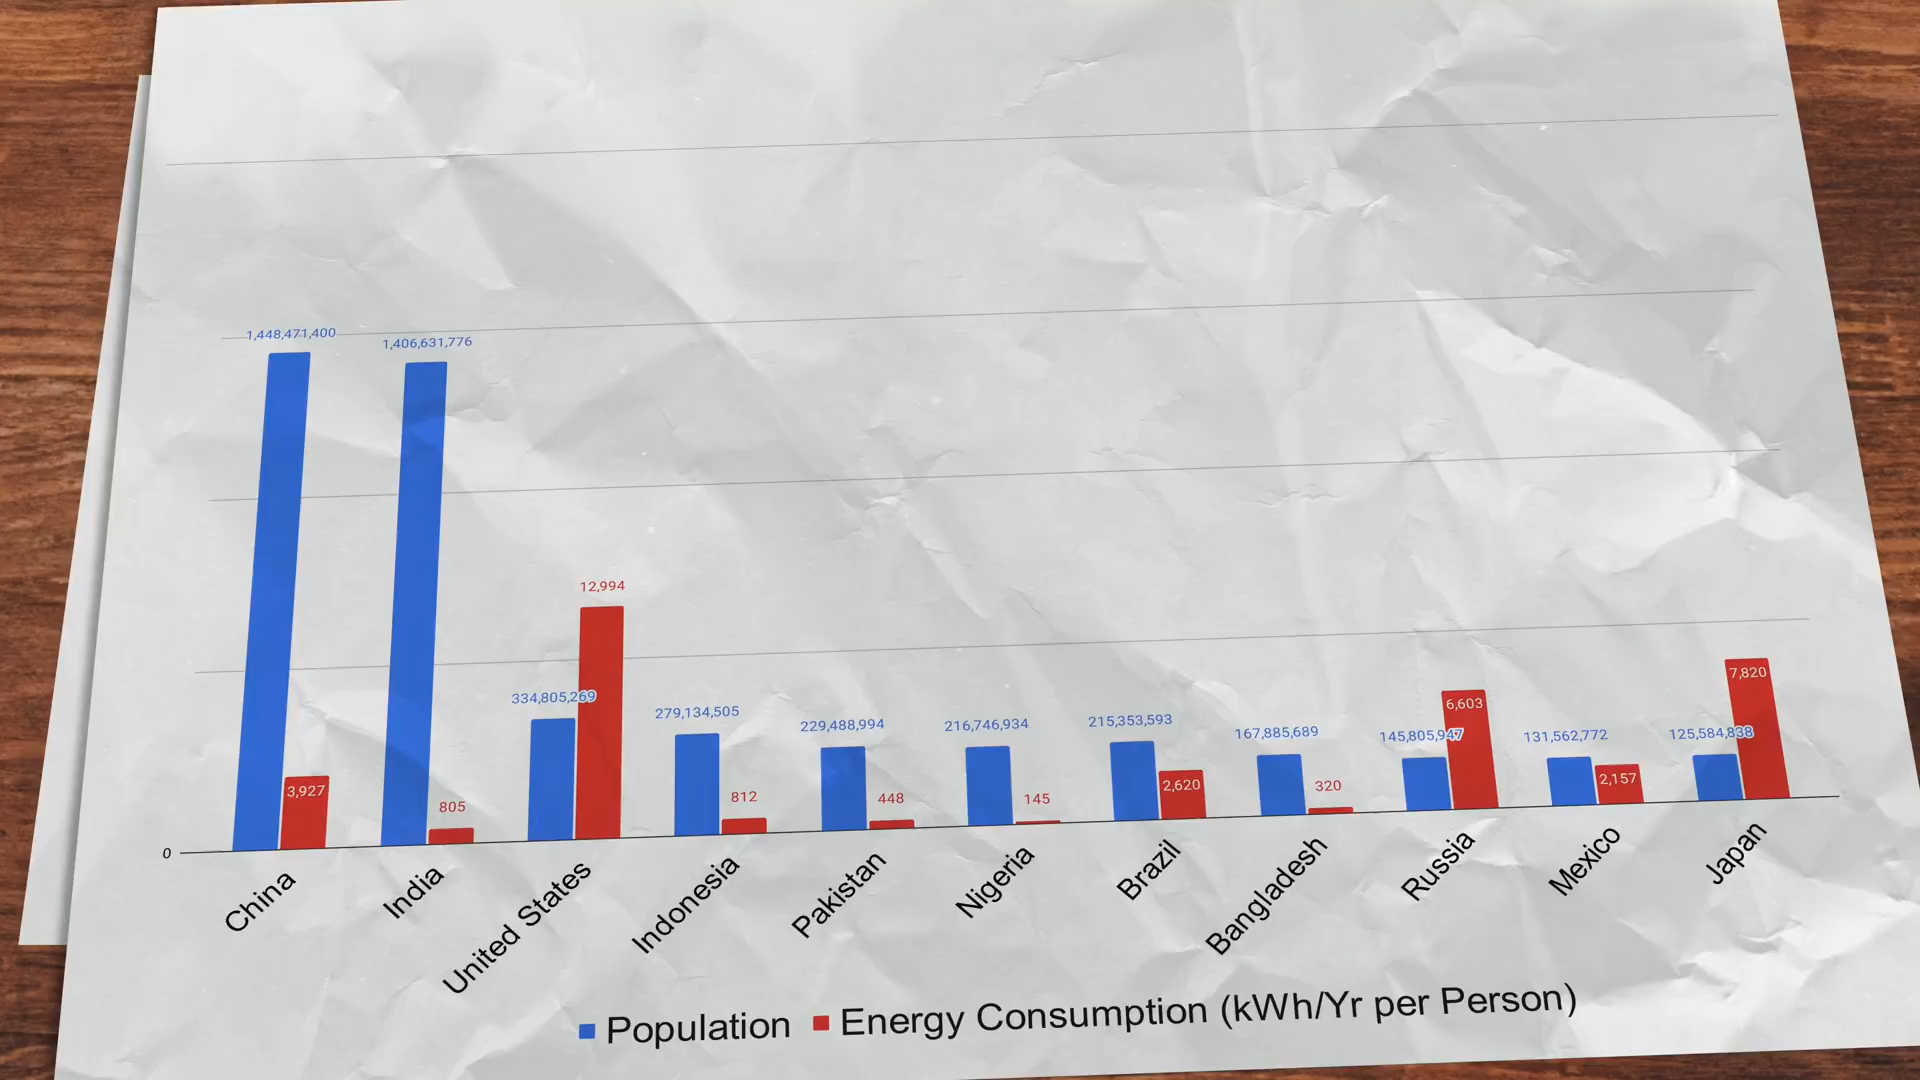 1,448,471,400
1,406,631,776
12,994
334,805,269
279,134,505
229,488,994
216,746,934
215,353,593
167,885,689
145,805,947
6,603
131,562,772
125,584,838
7,820
3,927
805
812
448
145
2,620
320
2,157
0
China
India
United States
Indonesia
Pakistan
Nigeria
Brazil
Bangladesh
Russia
Mexico
Japan
Population
Energy Consumption (kWh/Yr per Person)